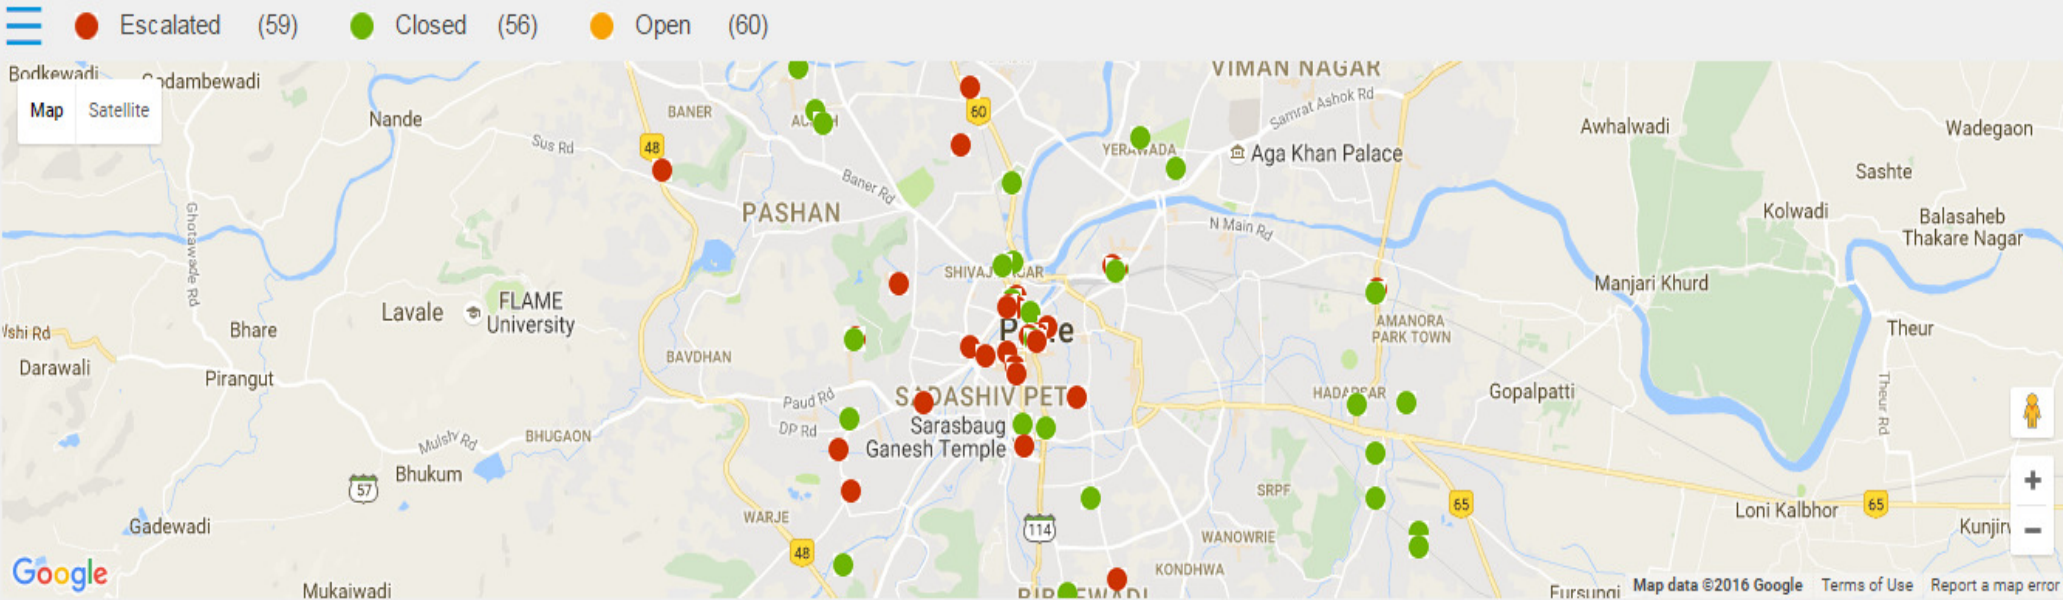 Escalated (59) Closed (56) Open (60)
Bodkewadi
Godambewadi
VIMAN NAGAR
Map Satellite
BANER
60
Samrat Ashok Rd
Nande
Awhalwadi
Wadegaon
Sus Rd
48
YERAWADA
Aga Khan Palace
Sashte
Baner Rd
PASHAN
Kolwadi
Balasaheb
Thakare Nagar
Ghotawade Rd
N Main Rd
Manjari Khurd
Lavale
FLAME
University
Bhare
AMANORA
PARK TOWN
Theur
BAVDHAN
Darawali
Pirangut
Paud Rd
SADASHIV PET
HADAPSAR
Gopalpatti
Theur Rd
DP Rd
Sarasbaug
Ganesh Temple
BHUGAON
Bhukum
57
SRPF
65
65
Loni Kalbhor
WARJE
Gadewadi
114
WANOWRIE
48
KONDHWA
Google
Mukaiwadi
Fursungi
Map data ©2016 Google Terms of Use Report a map error